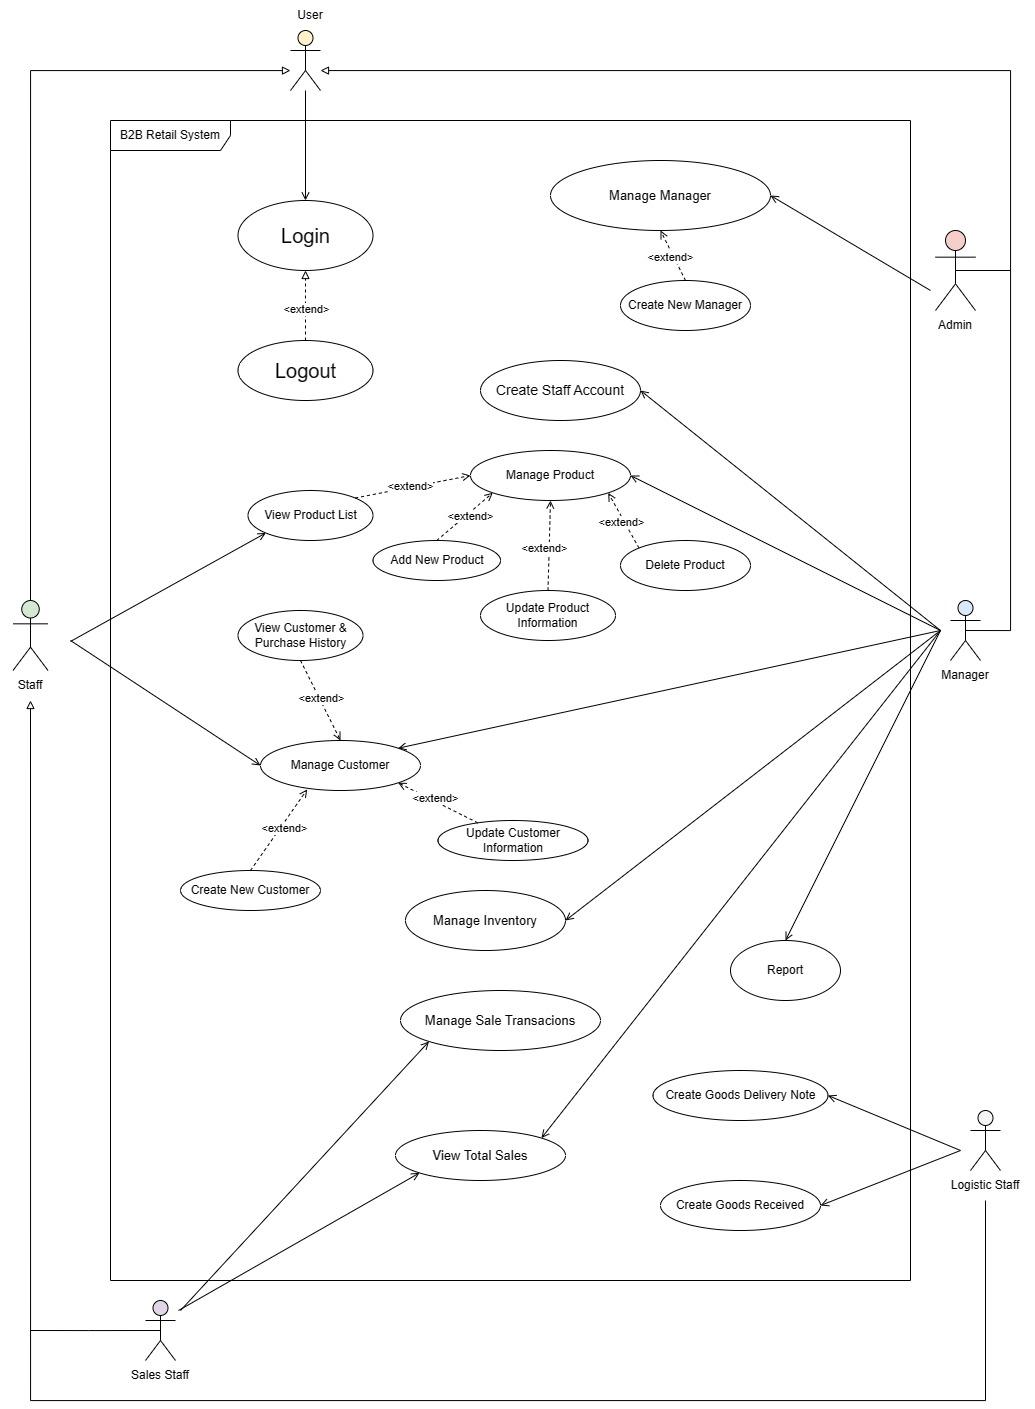 User
B2B Retail System
Login
Manage Manager
<extend>
Create New Manager
Admin
<extend>
Logout
Create Staff Account
Manage Product
<extend>
View Product List
<extend>
<extend>
<extend>
Add New Product
Delete Product
Update Product
Information
View Customer &
Purchase History
Staff
Manager
<extend>
Manage Customer
<extend>
<extend>
Update Customer
Information
Create New Customer
Manage Inventory
Report
Manage Sale Transacions
Create Goods Delivery Note
View Total Sales
Logistic Staff
Create Goods Received
Sales Staff